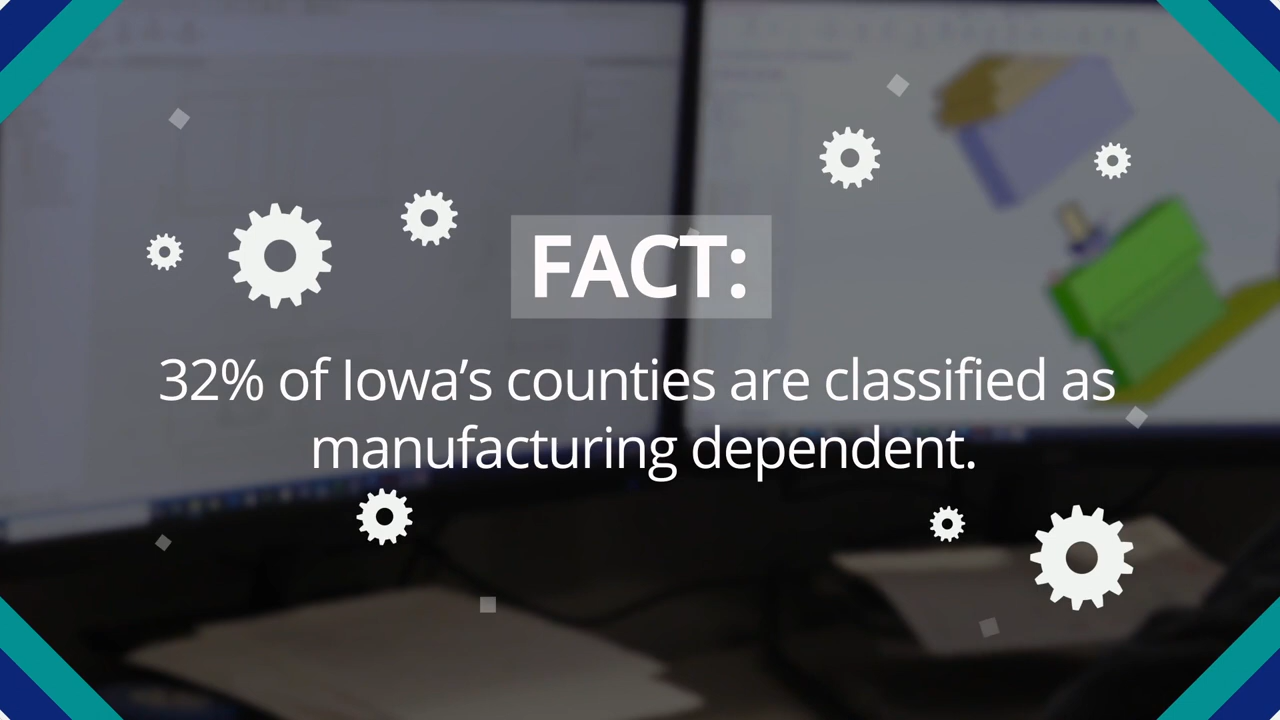 FACT:
32% of Iowa’s counties are classified as
manufacturing dependent.